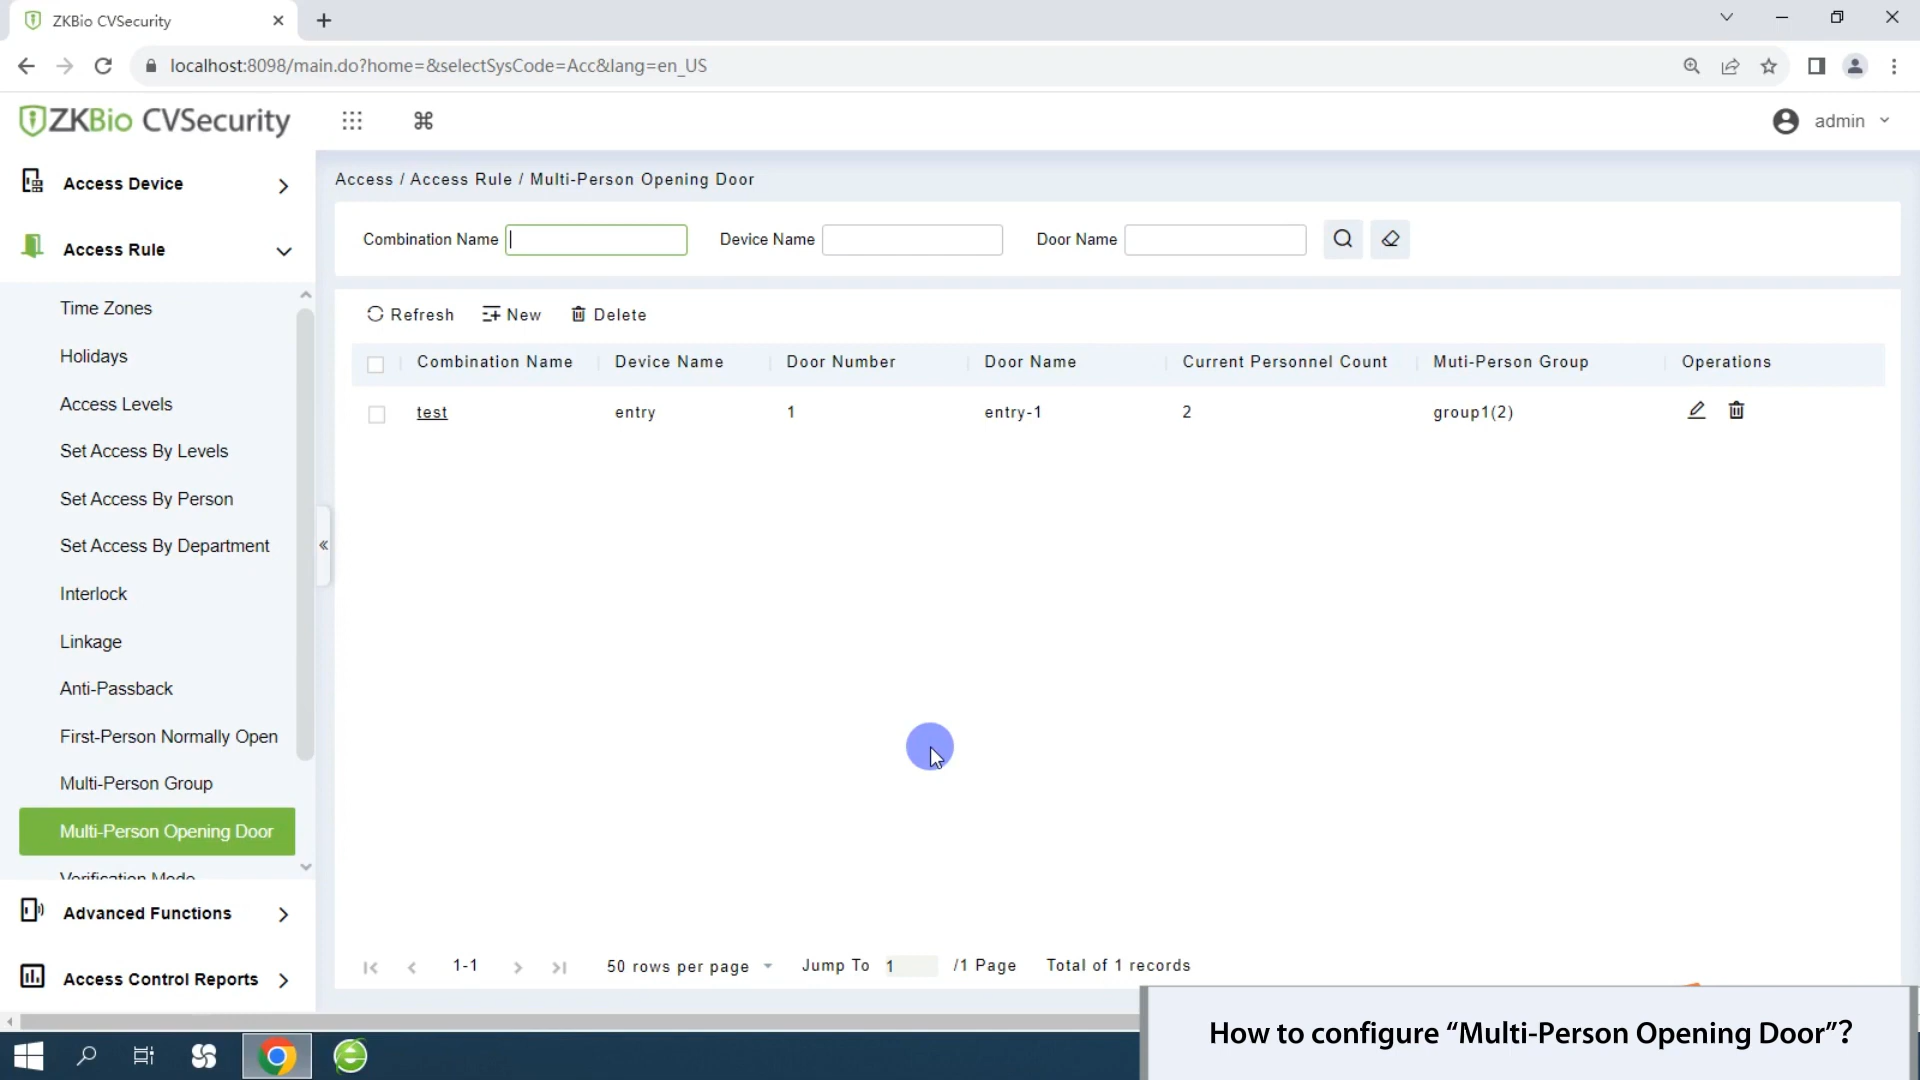 ZKBio CVSecurity
localhost:8098/main.do?home=&selectSysCode=Acc&lang=en_US
ZKBio CVSecurity
admin
Access Device
Access Rule
Time Zones
Holidays
Access Levels
Set Access By Levels
Set Access By Person
Set Access By Department
Interlock
Linkage
Anti-Passback
First-Person Normally Open
Multi-Person Group
Multi-Person Opening Door
Verification Mode
Advanced Functions
Access Control Reports
Access / Access Rule / Multi-Person Opening Door
Combination Name Device Name Door Name
Refresh New Delete
Combination Name Device Name Door Number Door Name Current Personnel Count Muti-Person Group Operations
test entry 1 entry-1 2 group1(2)
1-1 50 rows per page Jump To 1 /1 Page Total of 1 records
How to configure “Multi-Person Opening Door”?